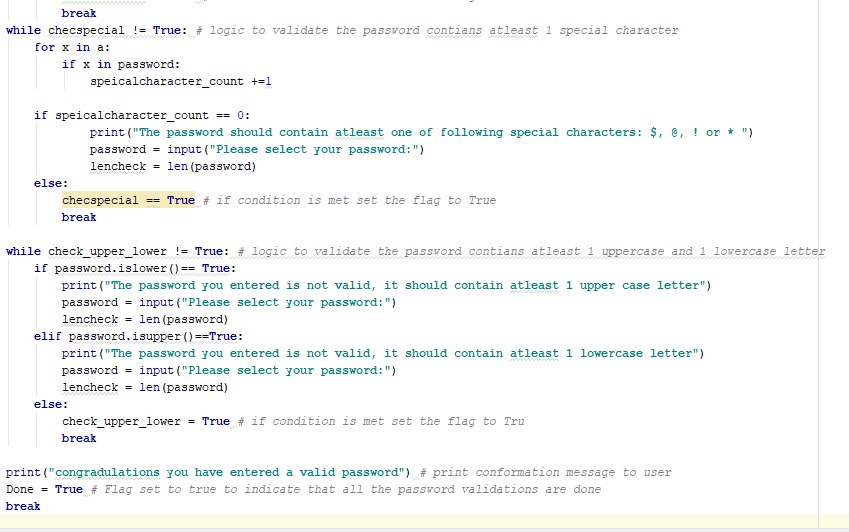 break
while checspecial != True: # logic to validate the password contians atleast 1 special character
for x in a:
if x in password:
speicalcharacter_count +=1
if speicalcharacter_count == 0:
print("The password should contain atleast one of following special characters: $, @, ! or * ")
password = input("Please select your password:")
lencheck = len(password)
else:
checspecial == True # if condition is met set the flag to True
break
while check_upper_lower != True: # logic to validate the password contians atleast 1 uppercase and 1 lowercase letter
if password.islower()== True:
print("The password you entered is not valid, it should contain atleast 1 upper case letter")
password = input("Please select your password:")
lencheck = len(password)
elif password.isupper()==True:
print("The password you entered is not valid, it should contain atleast 1 lowercase letter")
password = input("Please select your password:")
lencheck = len(password)
else:
check_upper_lower = True # if condition is met set the flag to Tru
break
print("congradulations you have entered a valid password") # print conformation message to user
Done = True # Flag set to true to indicate that all the password validations are done
break